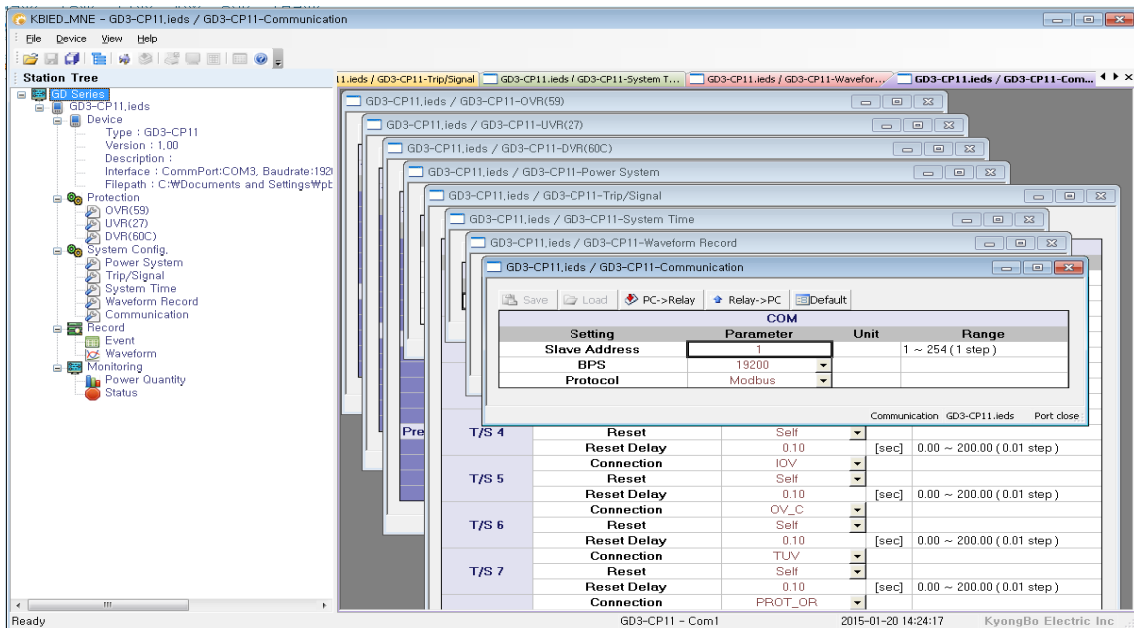 KBIED_MNE - GD3-CP11.ieds / GD3-CP11-Communication
File Device View Help
Station Tree
GD Series
GD3-CP11.ieds
Device
Type : GD3-CP11
Version : 1.00
Description :
Interface : CommPort:COM3, Baudrate:192
Filepath : C:₩Documents and Settings₩pb
Protection
OVR(59)
UVR(27)
DVR(60C)
System Config.
Power System
Trip/Signal
System Time
Waveform Record
Communication
Record
Event
Waveform
Monitoring
Power Quantity
Status
11.ieds / GD3-CP11-Trip/Signal GD3-CP11.ieds / GD3-CP11-System T... GD3-CP11.ieds / GD3-CP11-Wavefor... GD3-CP11.ieds / GD3-CP11-Com...
GD3-CP11.ieds / GD3-CP11-OVR(59)
GD3-CP11.ieds / GD3-CP11-UVR(27)
GD3-CP11.ieds / GD3-CP11-DVR(60C)
GD3-CP11.ieds / GD3-CP11-Power System
GD3-CP11.ieds / GD3-CP11-Trip/Signal
GD3-CP11.ieds / GD3-CP11-System Time
GD3-CP11.ieds / GD3-CP11-Waveform Record
GD3-CP11.ieds / GD3-CP11-Communication
Save Load PC->Relay Relay->PC Default
COM
Setting Parameter Unit Range
Slave Address 1 1 ~ 254 ( 1 step )
BPS 19200
Protocol Modbus
Communication GD3-CP11.ieds Port close
Pre T/S 4 Reset Self
Reset Delay 0.10 [sec] 0.00 ~ 200.00 ( 0.01 step )
Connection IOV
T/S 5 Reset Self
Reset Delay 0.10 [sec] 0.00 ~ 200.00 ( 0.01 step )
Connection OV_C
T/S 6 Reset Self
Reset Delay 0.10 [sec] 0.00 ~ 200.00 ( 0.01 step )
Connection TUV
T/S 7 Reset Self
Reset Delay 0.10 [sec] 0.00 ~ 200.00 ( 0.01 step )
Connection PROT_OR
Ready GD3-CP11 - Com1 2015-01-20 14:24:17 KyongBo Electric Inc